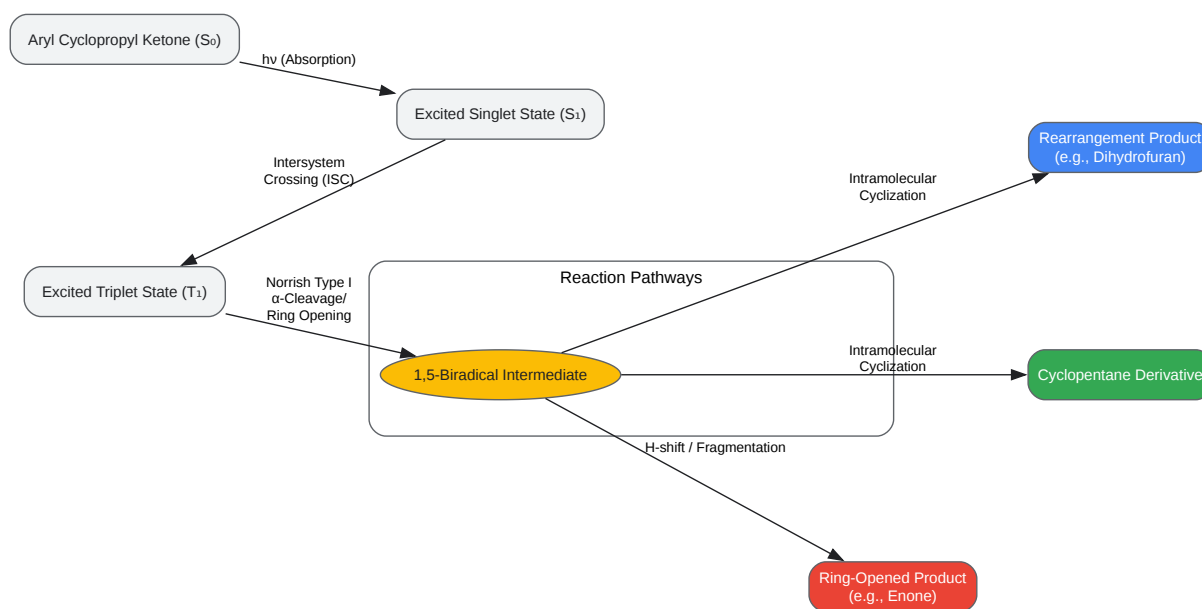 Aryl Cyclopropyl Ketone (S₀)
hν (Absorption)
Excited Singlet State (S₁)
Intersystem
Crossing (ISC)
Excited Triplet State (T₁)
Norrish Type I
α-Cleavage/
Ring Opening
Reaction Pathways
1,5-Biradical Intermediate
Intramolecular
Cyclization
Rearrangement Product
(e.g., Dihydrofuran)
Intramolecular
Cyclization
Cyclopentane Derivative
H-shift / Fragmentation
Ring-Opened Product
(e.g., Enone)